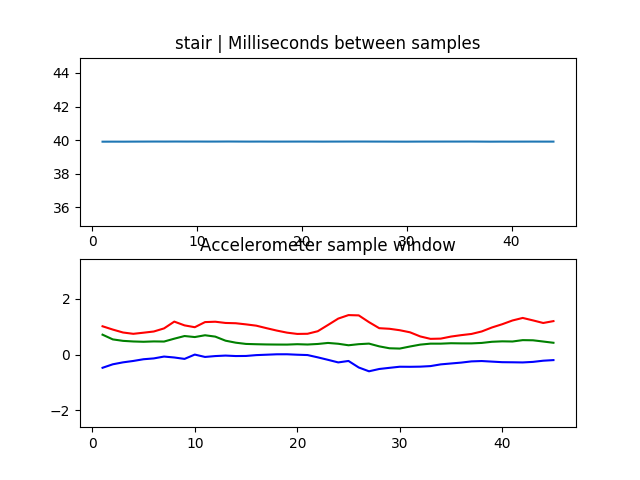 stair | Milliseconds between samples
44
42
40
38
36
0 10 20 30 40
Accelerometer sample window
2
0
−2
0 10 20 30 40